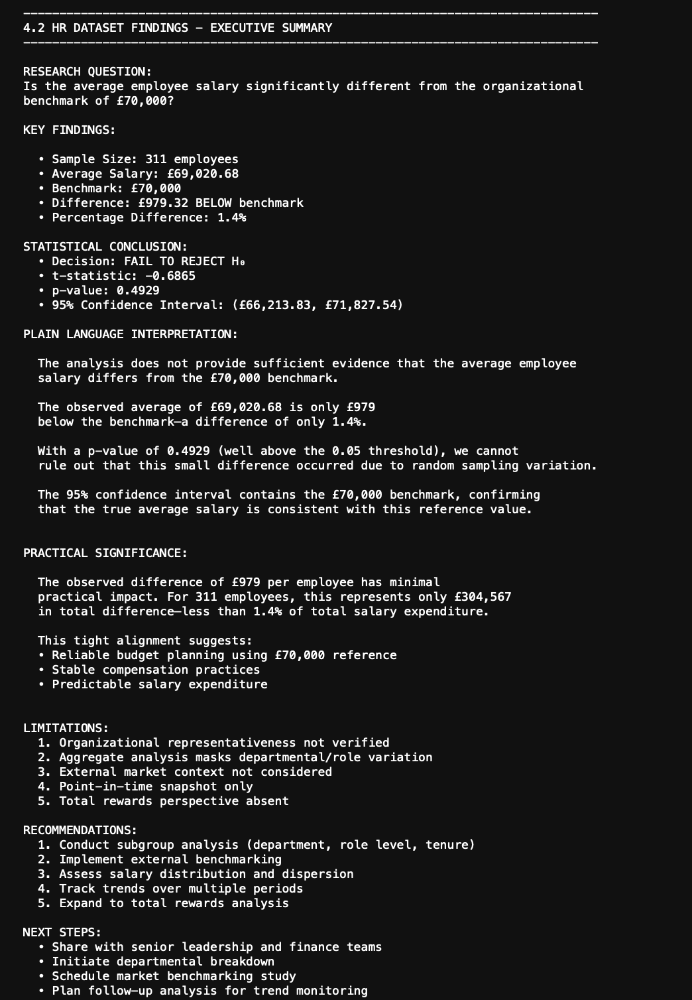 ────────────────────────────────────────────────────────────────────────────────
4.2 HR DATASET FINDINGS – EXECUTIVE SUMMARY
────────────────────────────────────────────────────────────────────────────────
RESEARCH QUESTION:
Is the average employee salary significantly different from the organizational
benchmark of £70,000?
KEY FINDINGS:
• Sample Size: 311 employees
• Average Salary: £69,020.68
• Benchmark: £70,000
• Difference: £979.32 BELOW benchmark
• Percentage Difference: 1.4%
STATISTICAL CONCLUSION:
• Decision: FAIL TO REJECT H₀
• t-statistic: -0.6865
• p-value: 0.4929
• 95% Confidence Interval: (£66,213.83, £71,827.54)
PLAIN LANGUAGE INTERPRETATION:
The analysis does not provide sufficient evidence that the average employee
salary differs from the £70,000 benchmark.
The observed average of £69,020.68 is only £979
below the benchmark—a difference of only 1.4%.
With a p-value of 0.4929 (well above the 0.05 threshold), we cannot
rule out that this small difference occurred due to random sampling variation.
The 95% confidence interval contains the £70,000 benchmark, confirming
that the true average salary is consistent with this reference value.
PRACTICAL SIGNIFICANCE:
The observed difference of £979 per employee has minimal
practical impact. For 311 employees, this represents only £304,567
in total difference—less than 1.4% of total salary expenditure.
This tight alignment suggests:
• Reliable budget planning using £70,000 reference
• Stable compensation practices
• Predictable salary expenditure
LIMITATIONS:
1. Organizational representativeness not verified
2. Aggregate analysis masks departmental/role variation
3. External market context not considered
4. Point-in-time snapshot only
5. Total rewards perspective absent
RECOMMENDATIONS:
1. Conduct subgroup analysis (department, role level, tenure)
2. Implement external benchmarking
3. Assess salary distribution and dispersion
4. Track trends over multiple periods
5. Expand to total rewards analysis
NEXT STEPS:
• Share with senior leadership and finance teams
• Initiate departmental breakdown
• Schedule market benchmarking study
• Plan follow-up analysis for trend monitoring